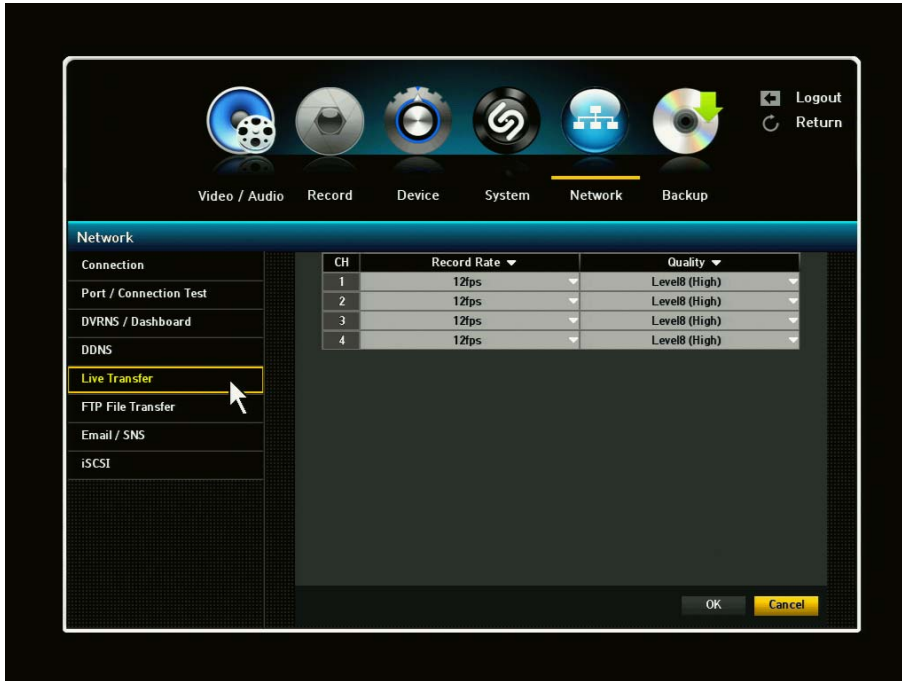 Logout
Return
Video / Audio Record Device System Network Backup
Network
Connection
Port / Connection Test
DVRNS / Dashboard
DDNS
Live Transfer
FTP File Transfer
Email / SNS
iSCSI
CH Record Rate Quality
1 12fps Level8 (High)
2 12fps Level8 (High)
3 12fps Level8 (High)
4 12fps Level8 (High)
OK Cancel